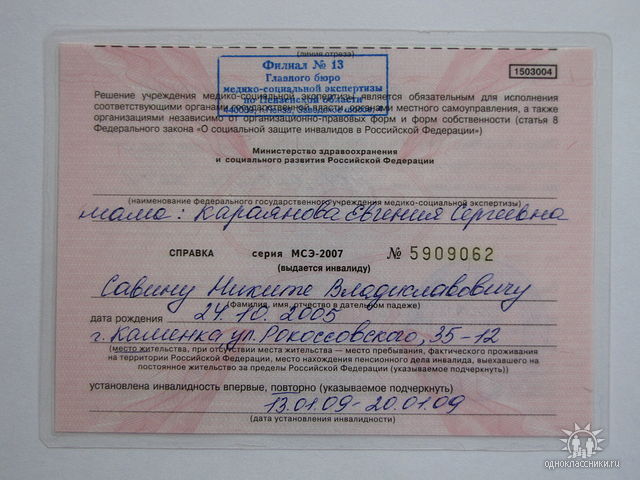 (линия отреза)
Филиал № 13
Главного бюро
медико-социальной экспертизы
по Пензенской области
1503004
Решение учреждения медико-социальной экспертизы является обязательным для исполнения
соответствующими органами государственной власти, органами местного самоуправления, а также
организациями независимо от организационно-правовых форм и форм собственности (статья 8
Федерального закона «О социальной защите инвалидов в Российской Федерации»)
Министерство здравоохранения
и социального развития Российской Федерации
(наименование федерального государственного учреждения медико-социальной экспертизы)
мама: Караянова Евгения Сергеевна
СПРАВКА серия МСЭ-2007 № 5909062
(выдается инвалиду)
Савину Никите Владиславовичу
(фамилия, имя, отчество в дательном падеже)
дата рождения 24.10.2005
г. Каменка ул. Рокоссовского, 35-12
(место жительства, при отсутствии места жительства — место пребывания, фактического проживания
на территории Российской Федерации, место нахождения пенсионного дела инвалида, выехавшего на
постоянное жительство за пределы Российской Федерации (указываемое подчеркнуть))
установлена инвалидность впервые, повторно (указываемое подчеркнуть)
13.01.09-20.01.09
(дата установления инвалидности)
одноклассники.ru